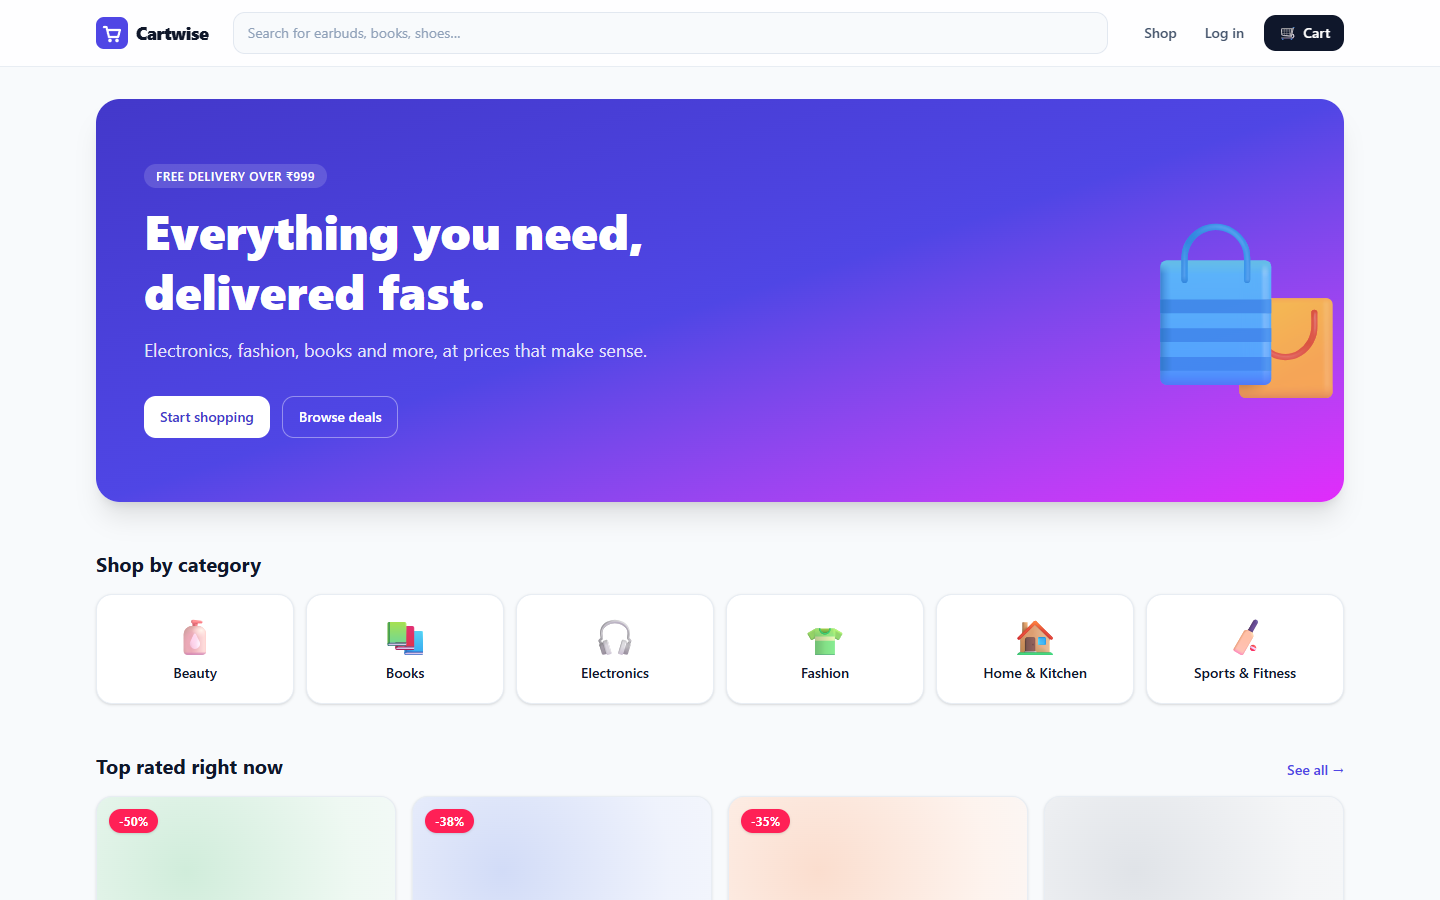 Cartwise
Search for earbuds, books, shoes...
Shop
Log in
Cart
FREE DELIVERY OVER ₹999
Everything you need,
delivered fast.
Electronics, fashion, books and more, at prices that make sense.
Start shopping
Browse deals
Shop by category
Beauty
Books
Electronics
Fashion
Home & Kitchen
Sports & Fitness
Top rated right now
See all →
-50%
-38%
-35%